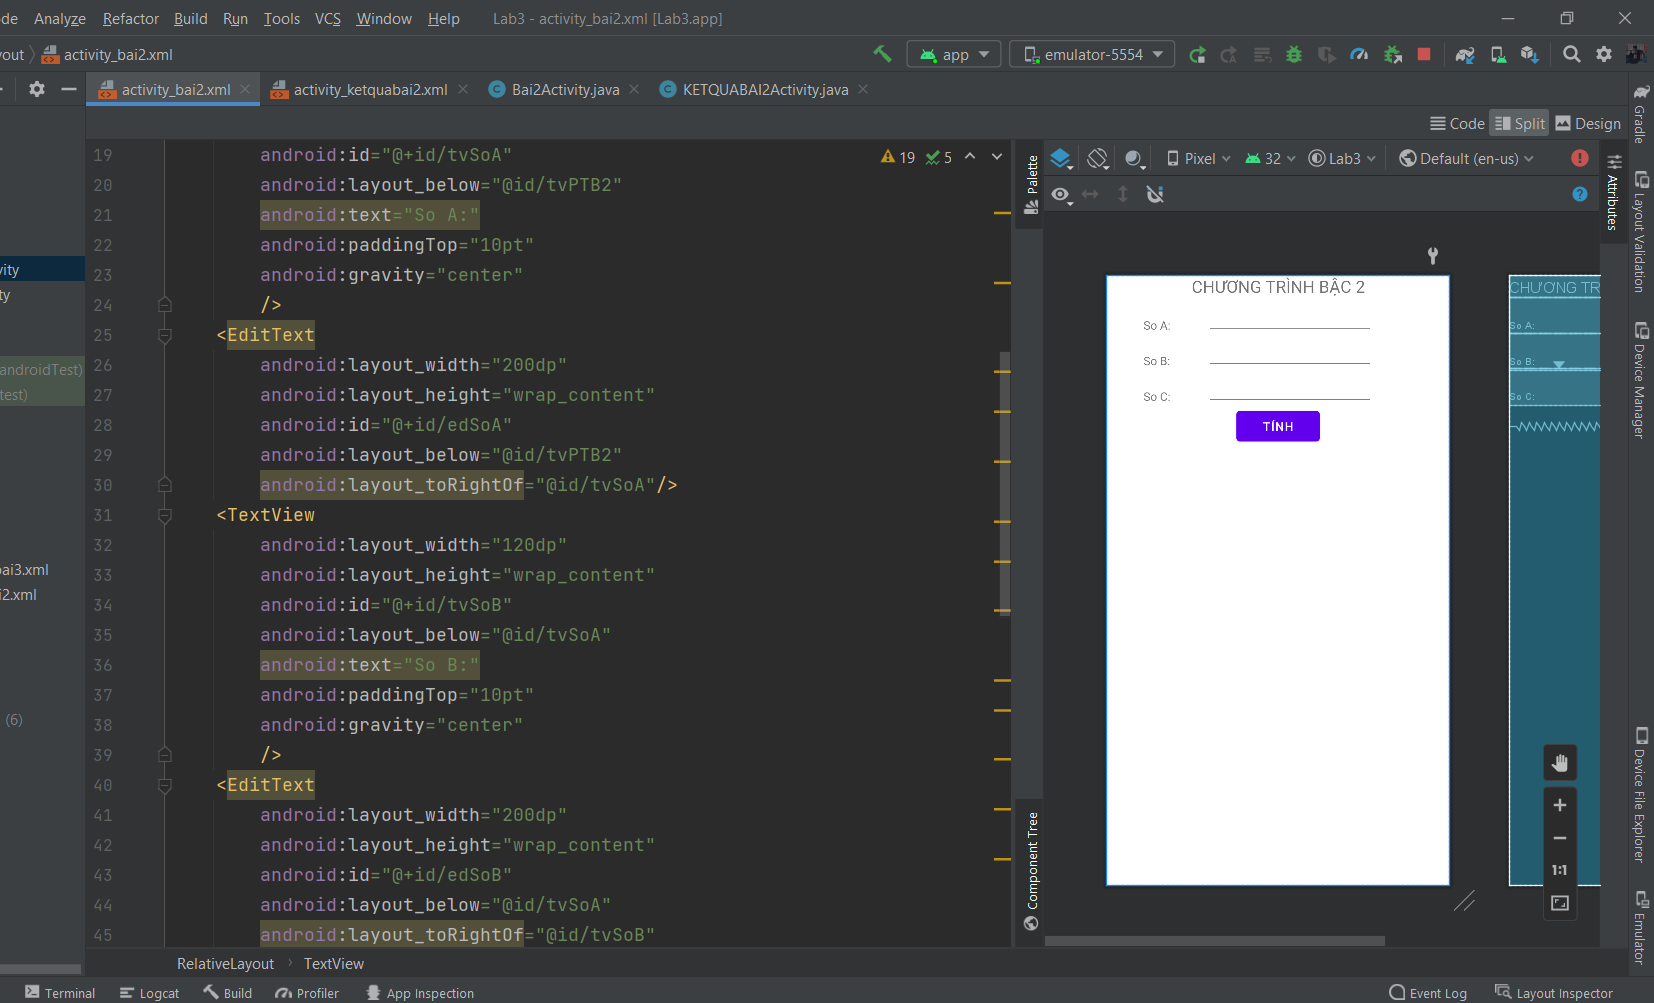 de Analyze Refactor Build Run Tools VCS Window Help Lab3 - activity_bai2.xml [Lab3.app]
yout activity_bai2.xml app emulator-5554
activity_bai2.xml activity_ketquabai2.xml Bai2Activity.java KETQUABAI2Activity.java
Code Split Design
19 android:id="@+id/tvSoA"
20 android:layout_below="@id/tvPTB2"
21 android:text="So A:"
22 android:paddingTop="10pt"
23 android:gravity="center"
24 />
25 <EditText
26 android:layout_width="200dp"
27 android:layout_height="wrap_content"
28 android:id="@+id/edSoA"
29 android:layout_below="@id/tvPTB2"
30 android:layout_toRightOf="@id/tvSoA"/>
31 <TextView
32 android:layout_width="120dp"
33 android:layout_height="wrap_content"
34 android:id="@+id/tvSoB"
35 android:layout_below="@id/tvSoA"
36 android:text="So B:"
37 android:paddingTop="10pt"
38 android:gravity="center"
39 />
40 <EditText
41 android:layout_width="200dp"
42 android:layout_height="wrap_content"
43 android:id="@+id/edSoB"
44 android:layout_below="@id/tvSoA"
45 android:layout_toRightOf="@id/tvSoB"
19 5
vity
ty
androidTest)
test)
bai3.xml
i2.xml
(6)
Palette
Component Tree
Pixel 32 Lab3 Default (en-us)
CHƯƠNG TRÌNH BẬC 2
So A:
So B:
So C:
TÍNH
CHƯƠNG TR
So A:
So B:
So C:
1:1
Attributes
Gradle
Layout Validation
Device Manager
Device File Explorer
Emulator
RelativeLayout TextView
Terminal Logcat Build Profiler App Inspection Event Log Layout Inspector